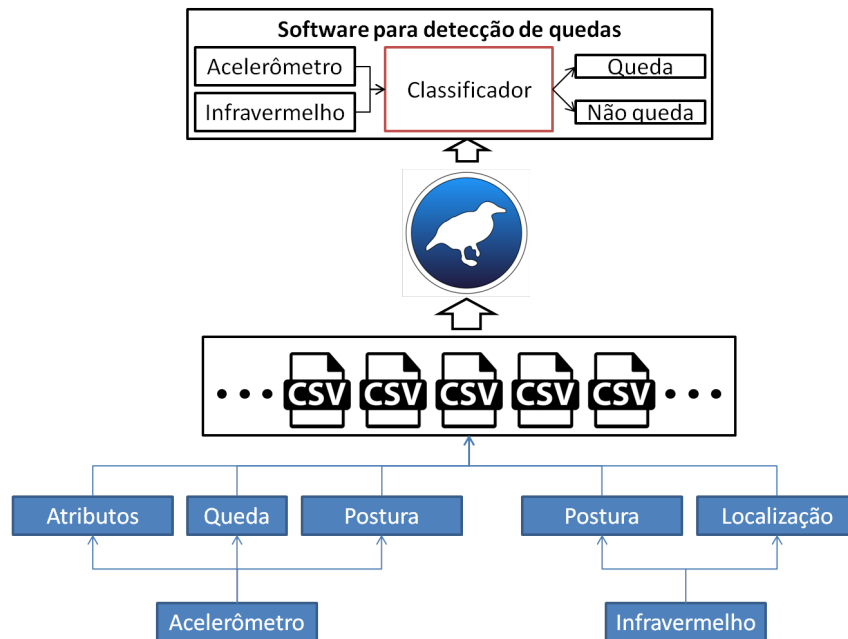 Software para detecção de quedas
Acelerômetro
Infravermelho
Classificador
Queda
Não queda
CSV
CSV
CSV
CSV
CSV
Atributos
Queda
Postura
Postura
Localização
Acelerômetro
Infravermelho